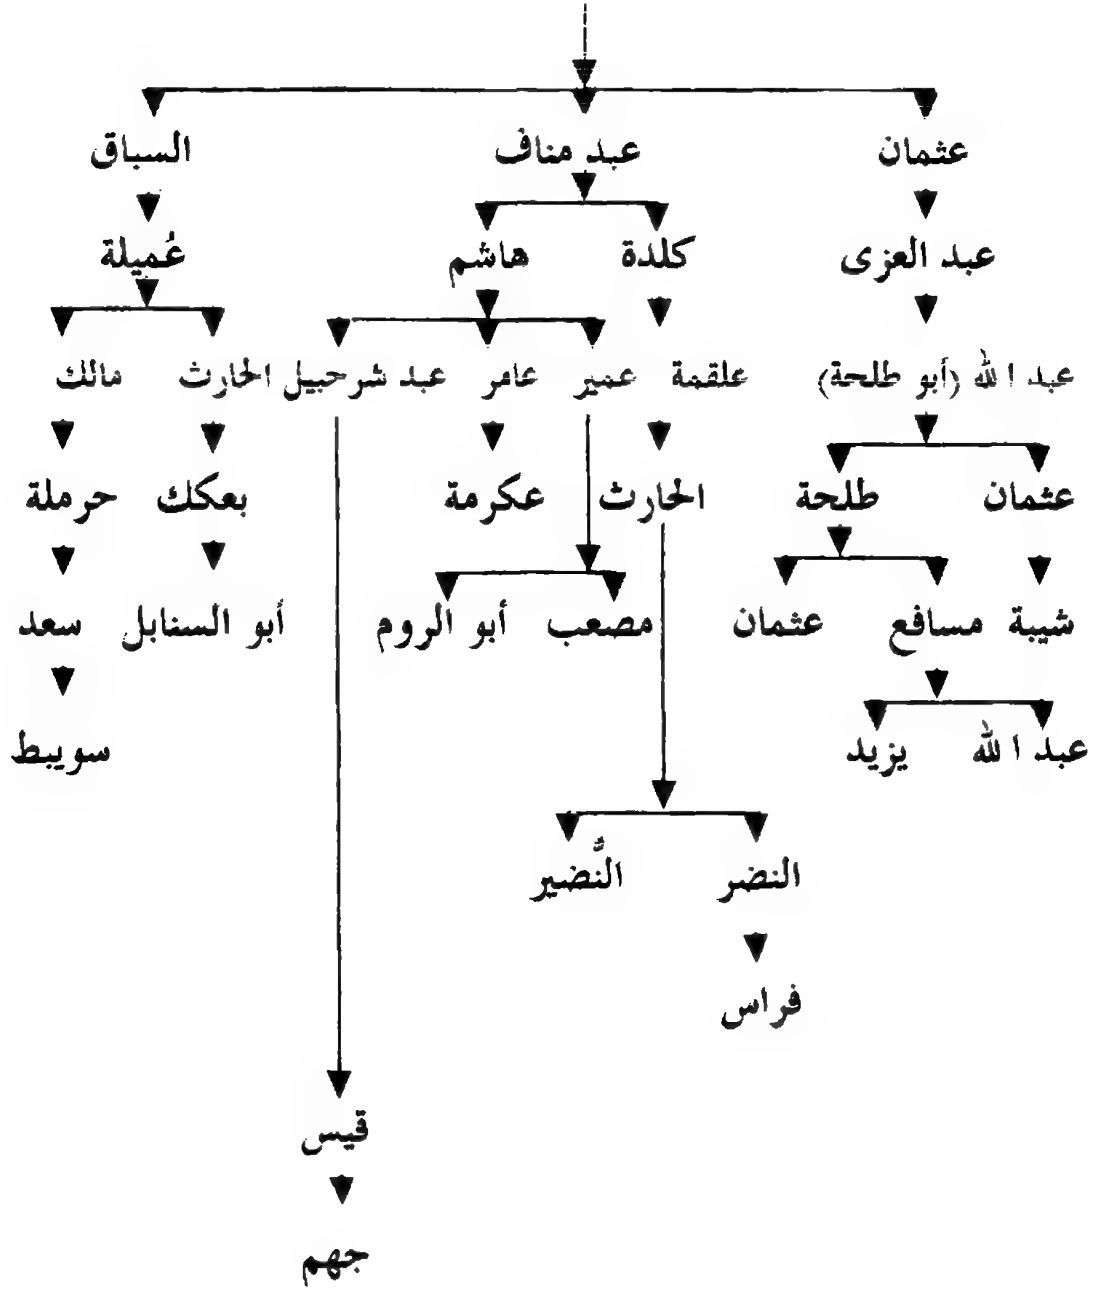 عثمان عبد مناف السباق
عبد العزى كلدة هاشم عُميلة
عبد الله (أبو طلحة) علقمة عمير عامر عبد شرحبيل الحارث مالك
عثمان طلحة الحارث عكرمة بعكك حرملة
شيبة مسافع عثمان مصعب أبو الروم أبو السنابل سعد
عبد الله يزيد سويبط
النضر النُّضير
فراس
قيس
جهم